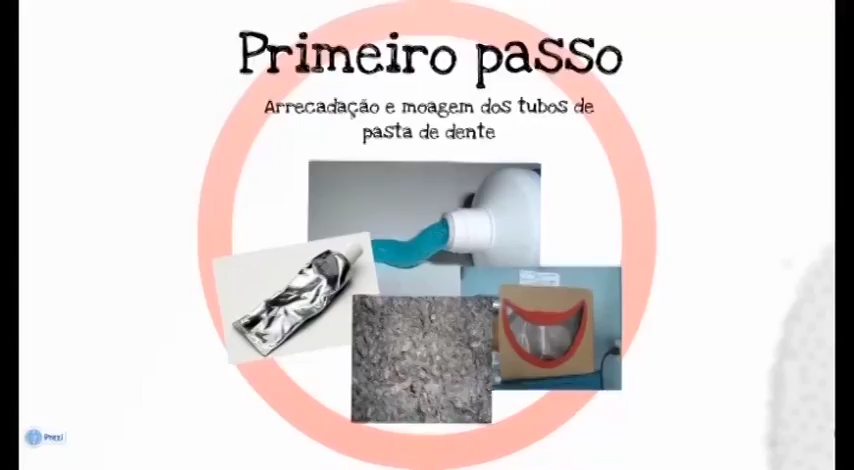 Primeiro passo
Arrecadação e moagem dos tubos de
pasta de dente
Prezi